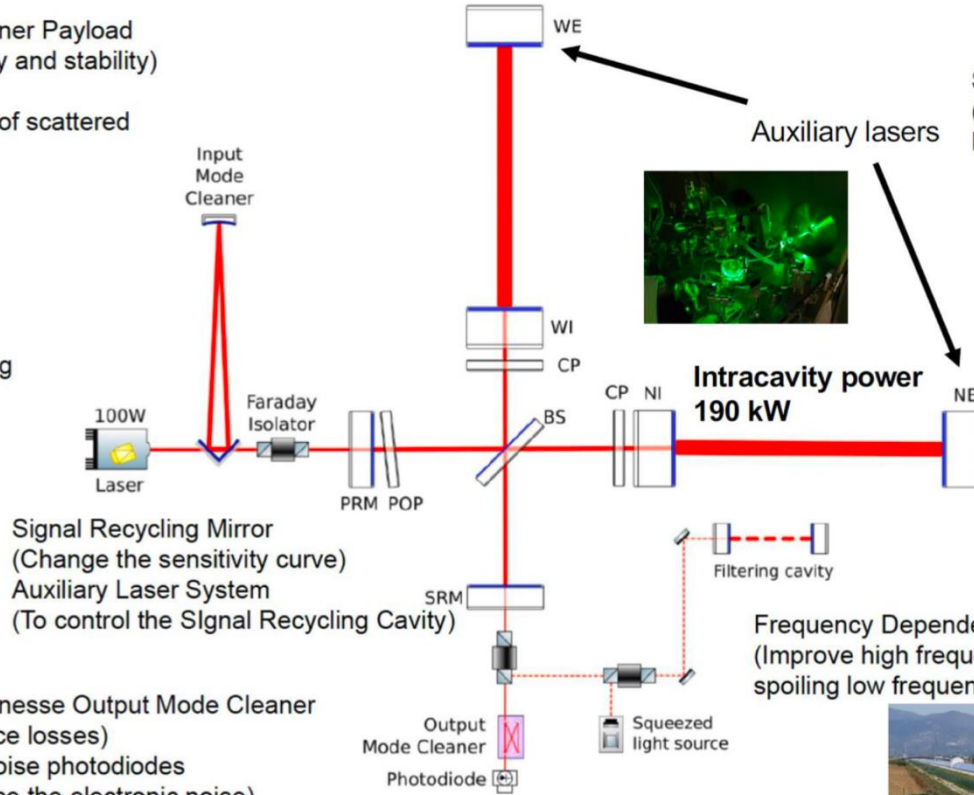 ner Payload
y and stability)
of scattered
g
WE
Auxiliary lasers
Input
Mode
Cleaner
WI
CP
Intracavity power
190 kW
CP NI
NE
BS
100W
Laser
Faraday
Isolator
PRM POP
Signal Recycling Mirror
(Change the sensitivity curve)
Auxiliary Laser System
(To control the SIgnal Recycling Cavity)
SRM
Filtering cavity
Frequency Depende
(Improve high frequ
spoiling low frequen
nesse Output Mode Cleaner
ce losses)
oise photodiodes
Output
Mode Cleaner
Photodiode
Squeezed
light source